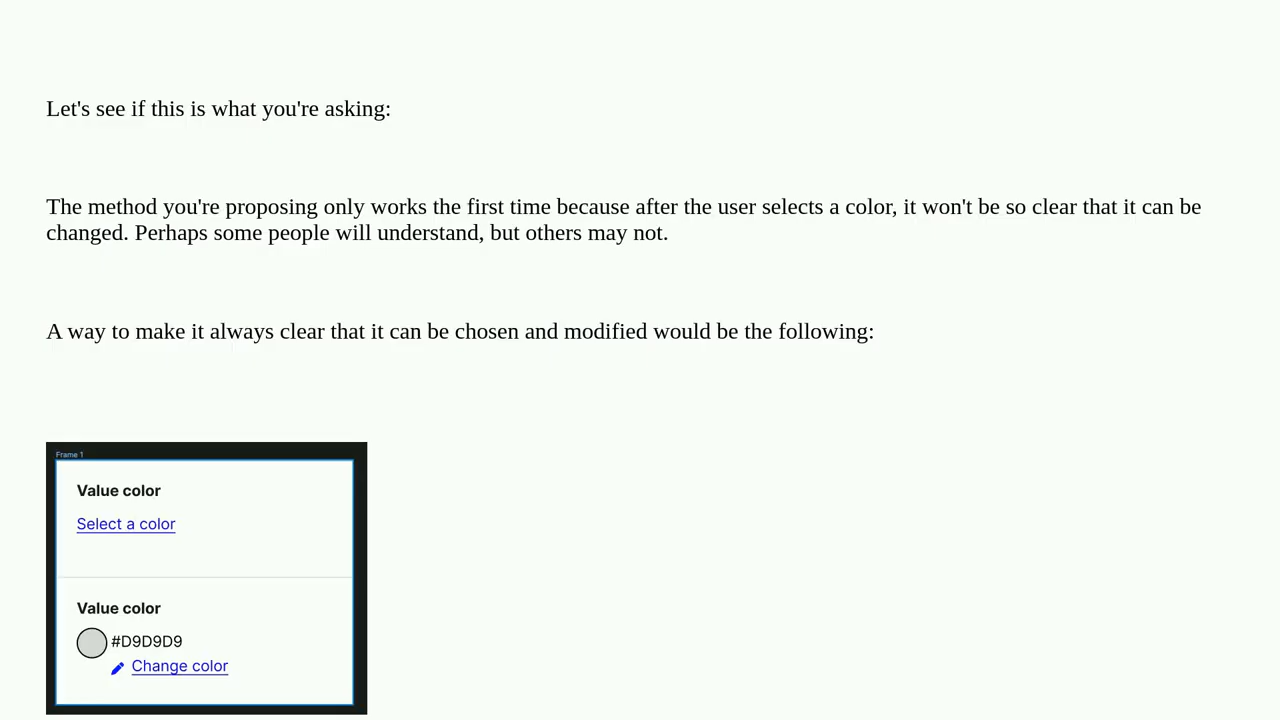 Let's see if this is what you're asking:
The method you're proposing only works the first time because after the user selects a color, it won't be so clear that it can be
changed. Perhaps some people will understand, but others may not.
A way to make it always clear that it can be chosen and modified would be the following:
Frame 1
Value color
Select a color
Value color
#D9D9D9
Change color